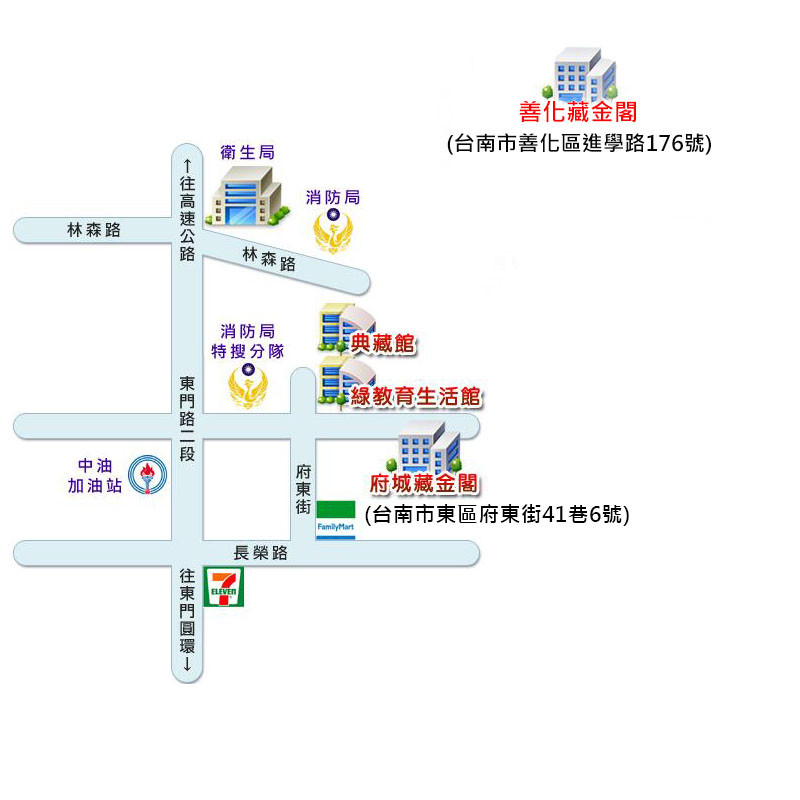 善化藏金閣
(台南市善化區進學路176號)
衛生局
↑往高速公路
消防局
林森路
林森路
消防局
特搜分隊
典藏館
東門路二段
綠教育生活館
中油
加油站
府東街
府城藏金閣
(台南市東區府東街41巷6號)
FamilyMart
長榮路
7
ELEVEN
往東門圓環↓